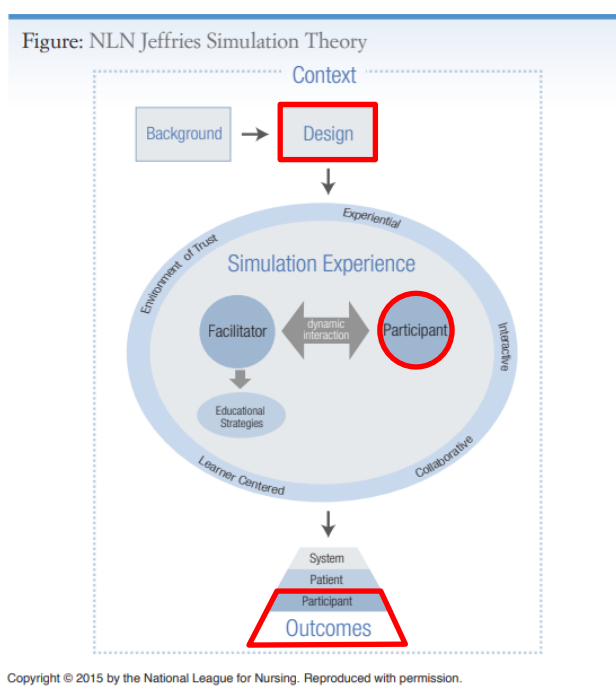 Figure: NLN Jeffries Simulation Theory
Context
Background
Design
Experiential
Environment of Trust
Simulation Experience
Facilitator
dynamic
interaction
Participant
Interactive
Educational
Strategies
Learner Centered
Collaborative
System
Patient
Participant
Outcomes
Copyright © 2015 by the National League for Nursing. Reproduced with permission.